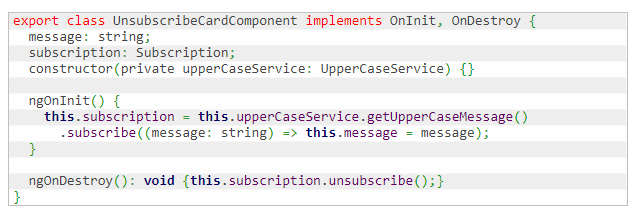 export class UnsubscribeCardComponent implements OnInit, OnDestroy {
  message: string;
  subscription: Subscription;
  constructor(private upperCaseService: UpperCaseService) {}

  ngOnInit() {
    this.subscription = this.upperCaseService.getUpperCaseMessage()
      .subscribe((message: string) => this.message = message);
  }

  ngOnDestroy(): void {this.subscription.unsubscribe();}
}